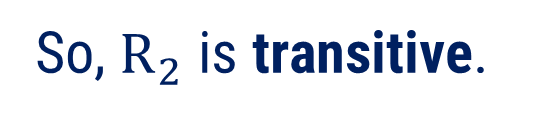 So, R₂ is transitive.